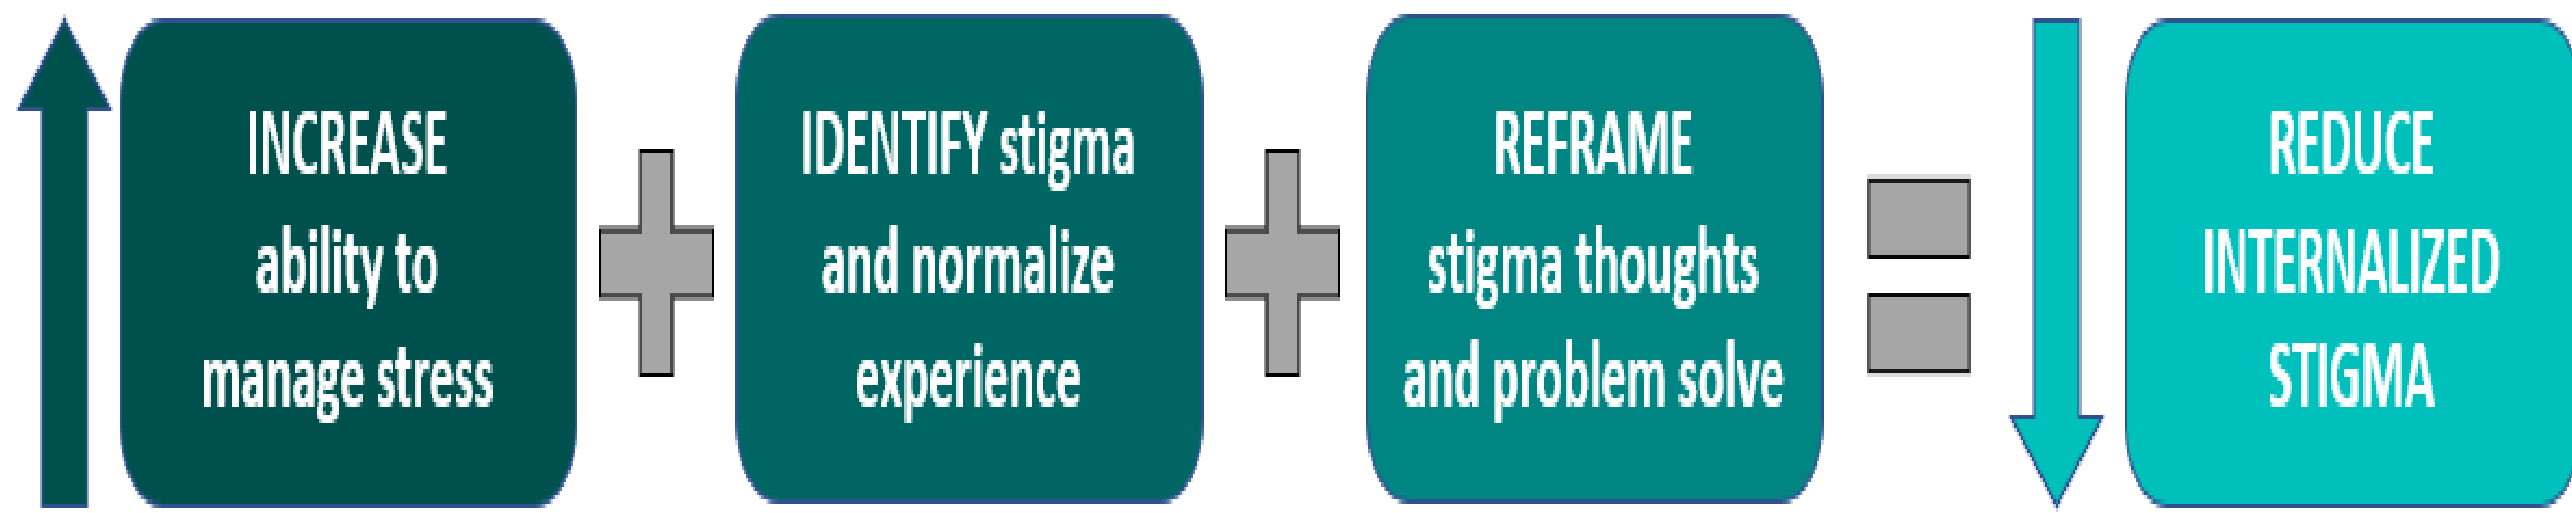 INCREASE
ability to
manage stress
IDENTIFY stigma
and normalize
experience
REFRAME
stigma thoughts
and problem solve
REDUCE
INTERNALIZED
STIGMA